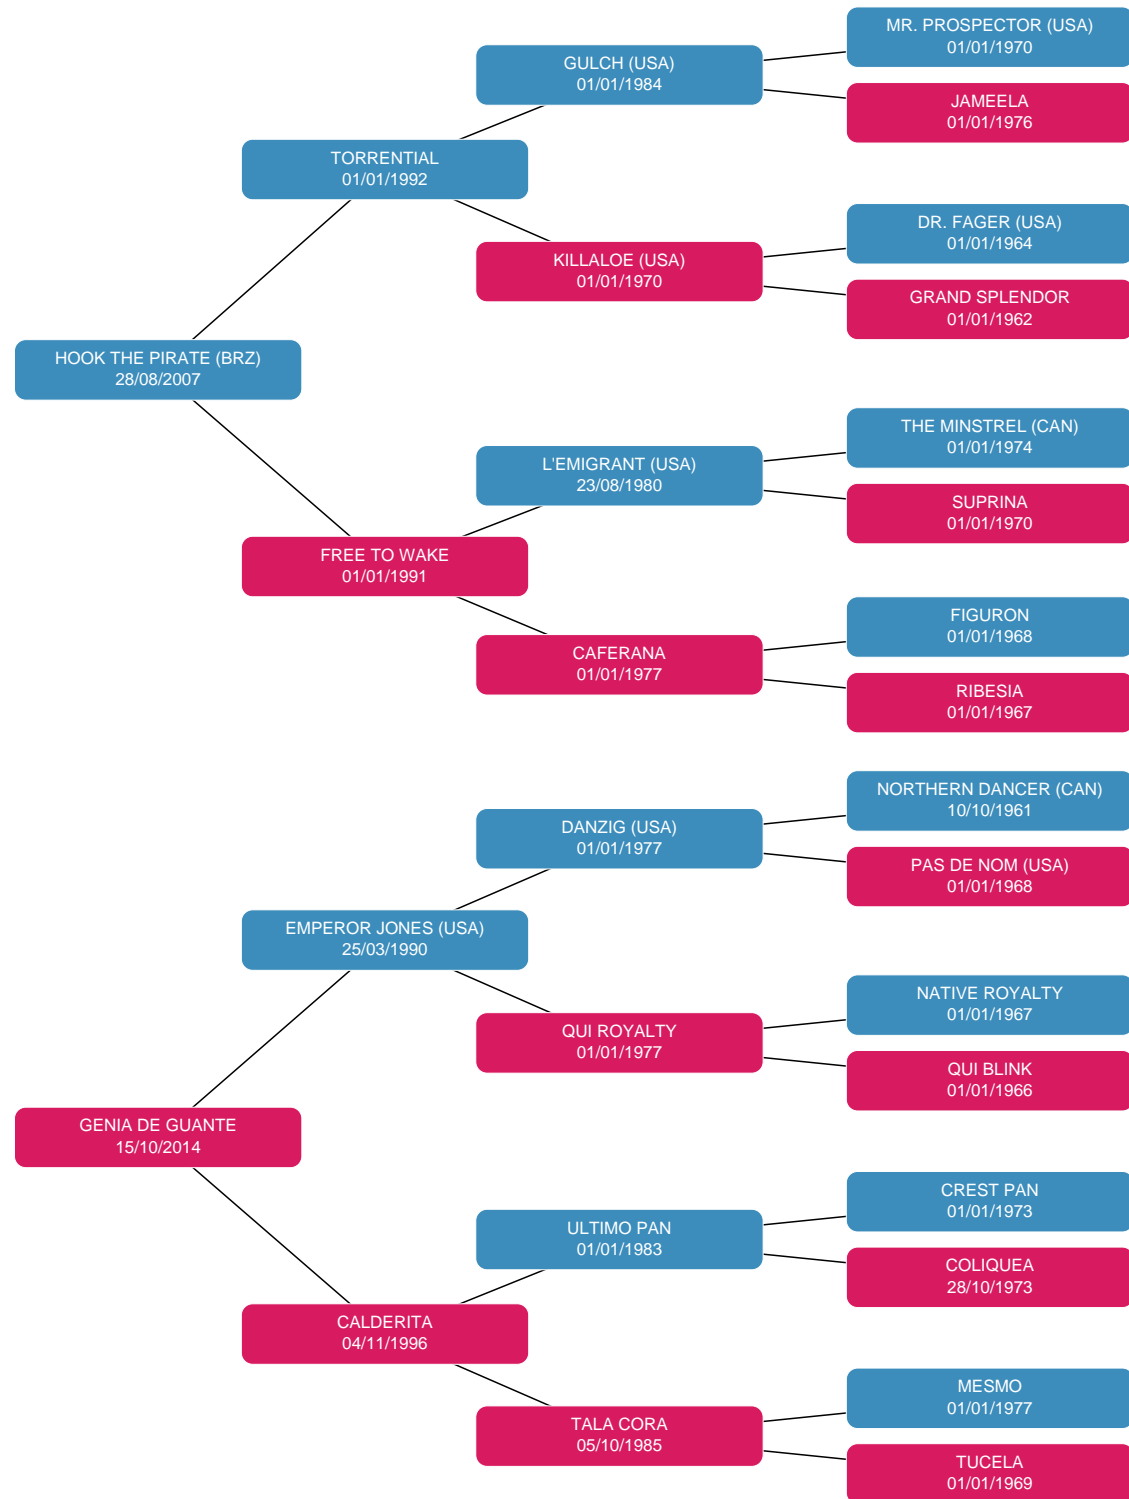 MR. PROSPECTOR (USA)
01/01/1970
GULCH (USA)
01/01/1984
JAMEELA
01/01/1976
TORRENTIAL
01/01/1992
DR. FAGER (USA)
01/01/1964
KILLALOE (USA)
01/01/1970
GRAND SPLENDOR
01/01/1962
HOOK THE PIRATE (BRZ)
28/08/2007
THE MINSTREL (CAN)
01/01/1974
L'EMIGRANT (USA)
23/08/1980
SUPRINA
01/01/1970
FREE TO WAKE
01/01/1991
FIGURON
01/01/1968
CAFERANA
01/01/1977
RIBESIA
01/01/1967
NORTHERN DANCER (CAN)
10/10/1961
DANZIG (USA)
01/01/1977
PAS DE NOM (USA)
01/01/1968
EMPEROR JONES (USA)
25/03/1990
NATIVE ROYALTY
01/01/1967
QUI ROYALTY
01/01/1977
QUI BLINK
01/01/1966
GENIA DE GUANTE
15/10/2014
CREST PAN
01/01/1973
ULTIMO PAN
01/01/1983
COLIQUEA
28/10/1973
CALDERITA
04/11/1996
MESMO
01/01/1977
TALA CORA
05/10/1985
TUCELA
01/01/1969